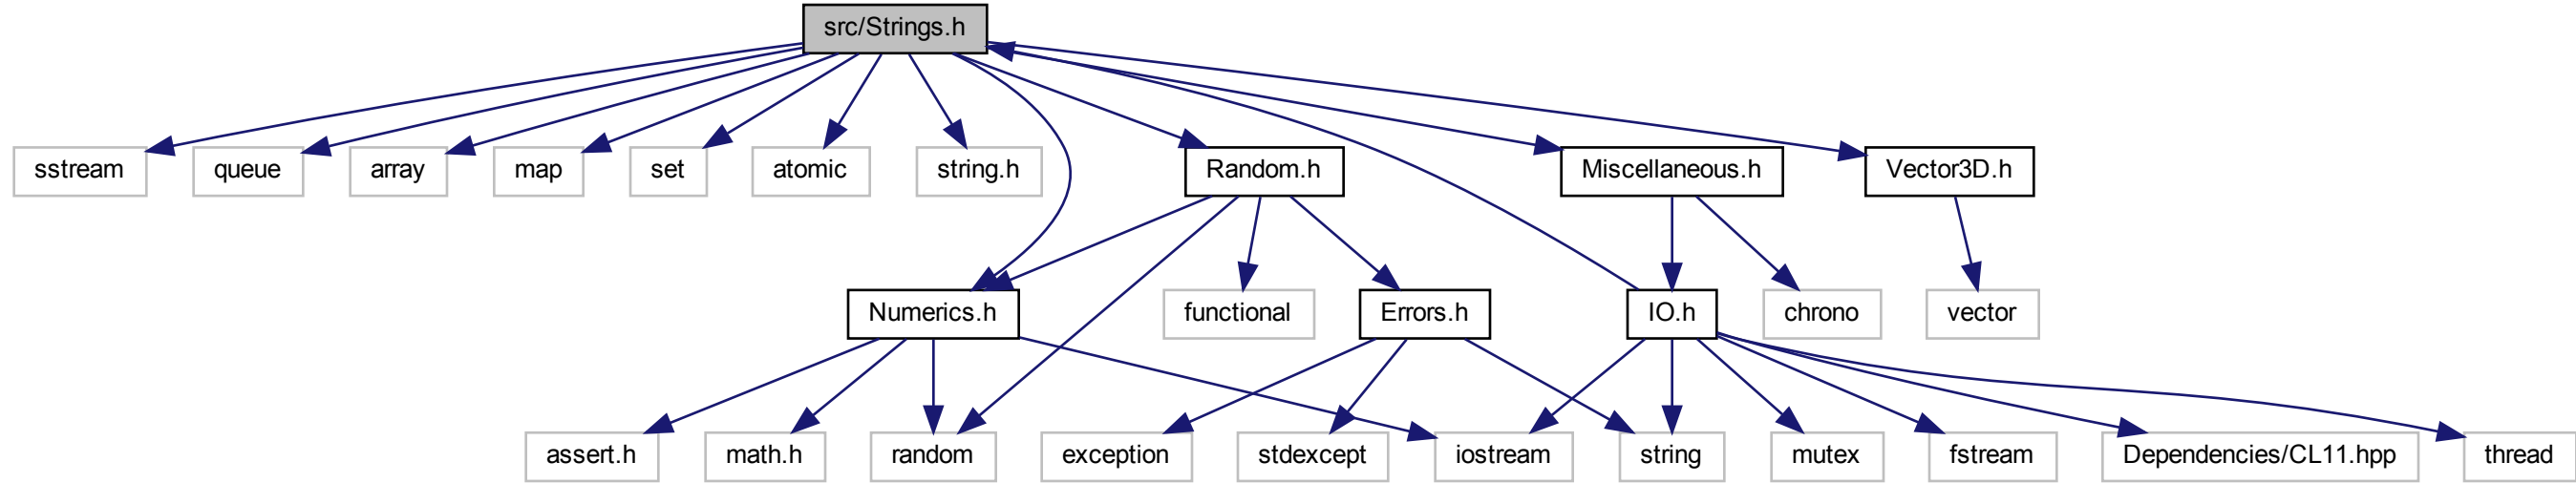 src/Strings.h
sstream
queue
array
map
set
atomic
string.h
Random.h
Miscellaneous.h
Vector3D.h
Numerics.h
functional
Errors.h
IO.h
chrono
vector
assert.h
math.h
random
exception
stdexcept
iostream
string
mutex
fstream
Dependencies/CL11.hpp
thread